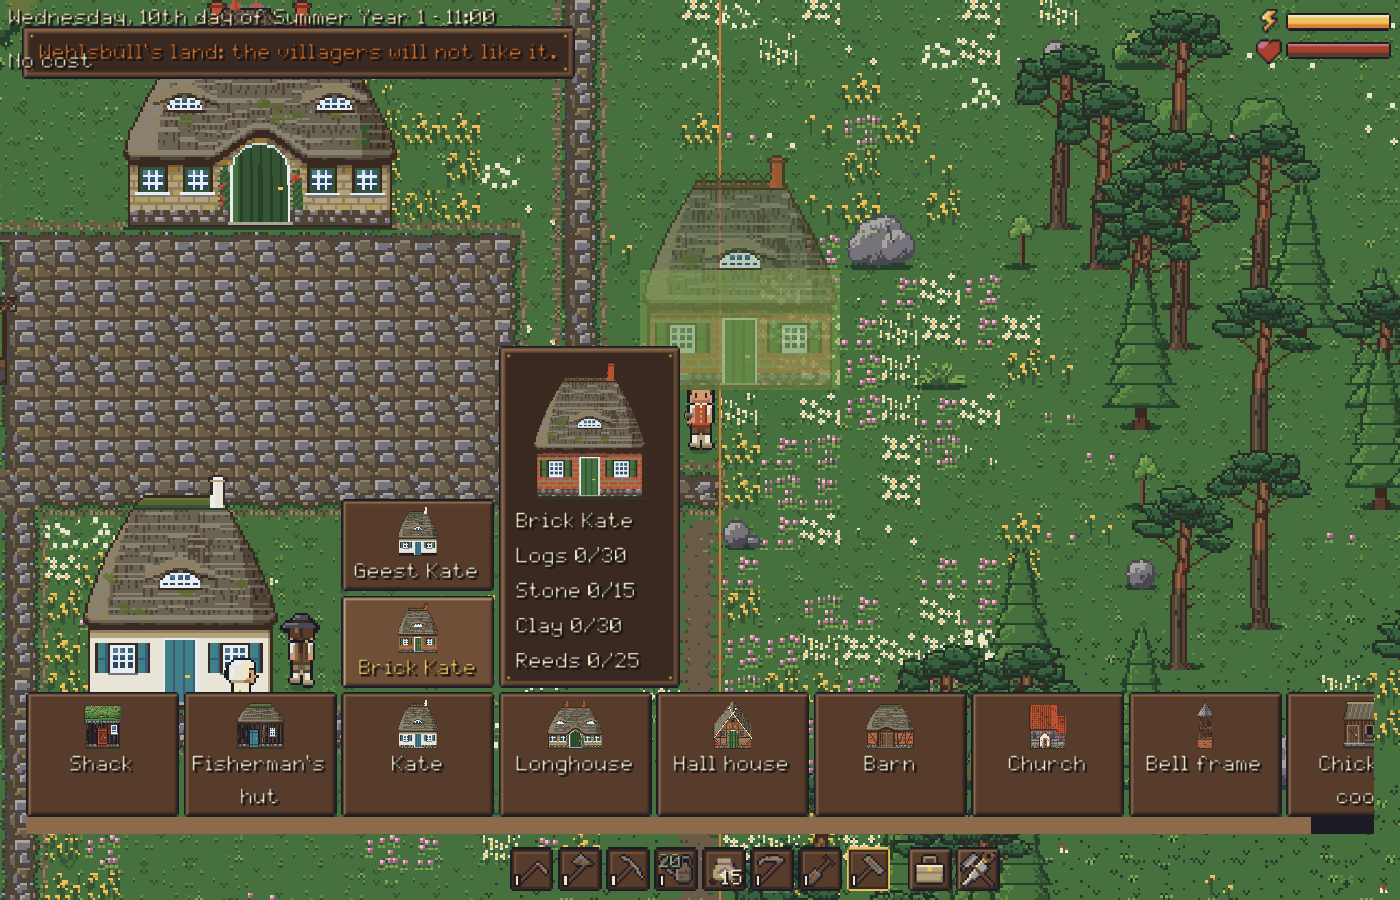 Wednesday, 10th day of Summer Year 1 - 11:00
Wehlsbüll's land: the villagers will not like it.
No cost
Geest Kate
Brick Kate
Brick Kate
Logs 0/30
Stone 0/15
Clay 0/30
Reeds 0/25
Shack
Fisherman's
hut
Kate
Longhouse
Hall house
Barn
Church
Bell frame
Chick
coo
20
15